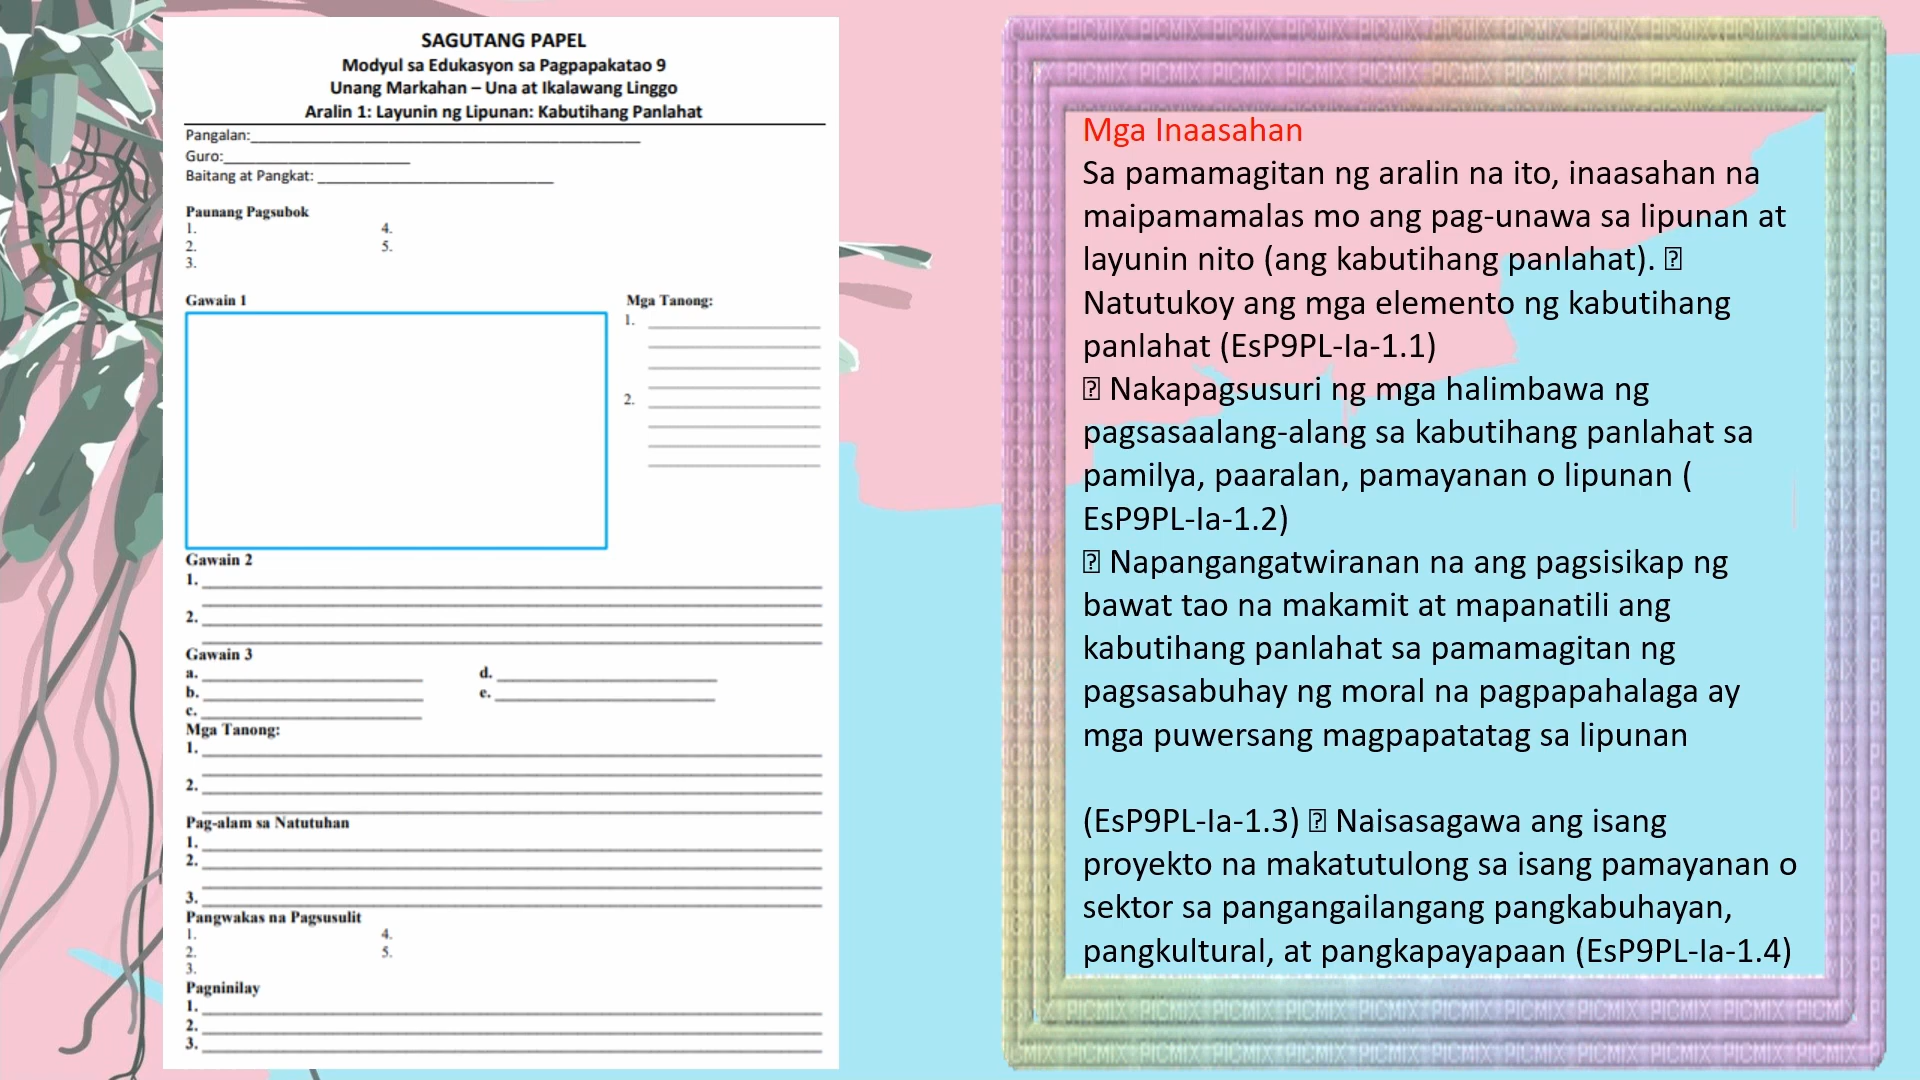 SAGUTANG PAPEL
Modyul sa Edukasyon sa Pagpapakatao 9
Unang Markahan – Una at Ikalawang Linggo
Aralin 1: Layunin ng Lipunan: Kabutihang Panlahat
Pangalan:
Guro:
Baitang at Pangkat:
Paunang Pagsubok
1.
2.
3.
4.
5.
Gawain 1
Mga Tanong:
1.
2.
Gawain 2
1.
2.
Gawain 3
a.
b.
c.
d.
e.
Mga Tanong:
1.
2.
Pag-alam sa Natutuhan
1.
2.
3.
Pangwakas na Pagsusulit
1.
2.
3.
4.
5.
Pagninilay
1.
2.
3.
Mga Inaasahan
Sa pamamagitan ng aralin na ito, inaasahan na
maipamamalas mo ang pag-unawa sa lipunan at
layunin nito (ang kabutihang panlahat).
Natutukoy ang mga elemento ng kabutihang
panlahat (EsP9PL-Ia-1.1)
Nakapagsusuri ng mga halimbawa ng
pagsasaalang-alang sa kabutihang panlahat sa
pamilya, paaralan, pamayanan o lipunan (
EsP9PL-Ia-1.2)
Napangangatwiranan na ang pagsisikap ng
bawat tao na makamit at mapanatili ang
kabutihang panlahat sa pamamagitan ng
pagsasabuhay ng moral na pagpapahalaga ay
mga puwersang magpapatatag sa lipunan
(EsP9PL-Ia-1.3) Naisasagawa ang isang
proyekto na makatutulong sa isang pamayanan o
sektor sa pangangailangang pangkabuhayan,
pangkultural, at pangkapayapaan (EsP9PL-Ia-1.4)
PICMIX PICMIX PICMIX PICMIX PICMIX PICMIX PICMIX PICMIX